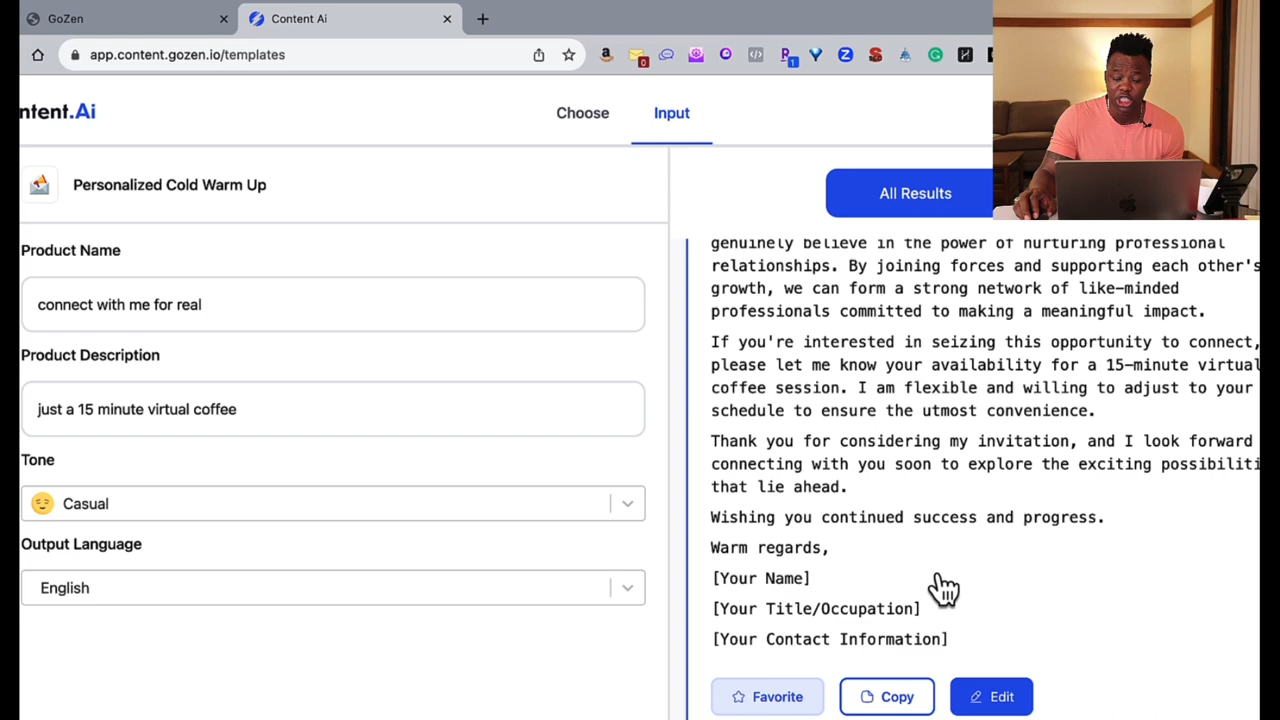 GoZen
Content Ai
app.content.gozen.io/templates
ntent.Ai
Choose
Input
Personalized Cold Warm Up
All Results
Product Name
connect with me for real
Product Description
just a 15 minute virtual coffee
Tone
Casual
Output Language
English
genuinely believe in the power of nurturing professional
relationships. By joining forces and supporting each other's
growth, we can form a strong network of like-minded
professionals committed to making a meaningful impact.
If you're interested in seizing this opportunity to connect,
please let me know your availability for a 15-minute virtual
coffee session. I am flexible and willing to adjust to your
schedule to ensure the utmost convenience.
Thank you for considering my invitation, and I look forward
connecting with you soon to explore the exciting possibiliti
that lie ahead.
Wishing you continued success and progress.
Warm regards,
[Your Name]
[Your Title/Occupation]
[Your Contact Information]
Favorite
Copy
Edit